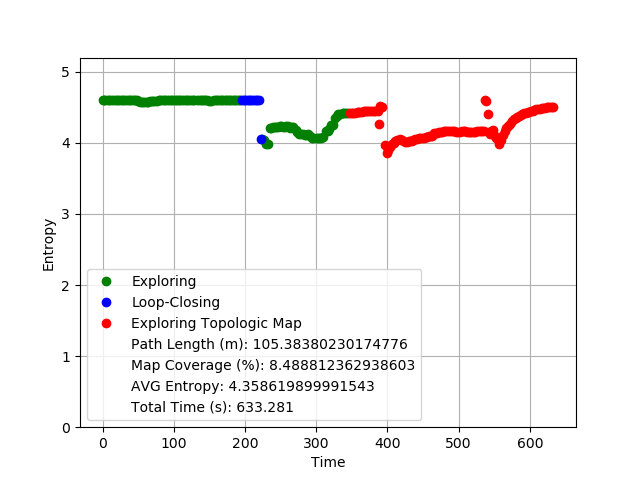 5
4
3
2
1
0
Entropy
Exploring
Loop-Closing
Exploring Topologic Map
Path Length (m): 105.38380230174776
Map Coverage (%): 8.488812362938603
AVG Entropy: 4.358619899991543
Total Time (s): 633.281
0 100 200 300 400 500 600
Time